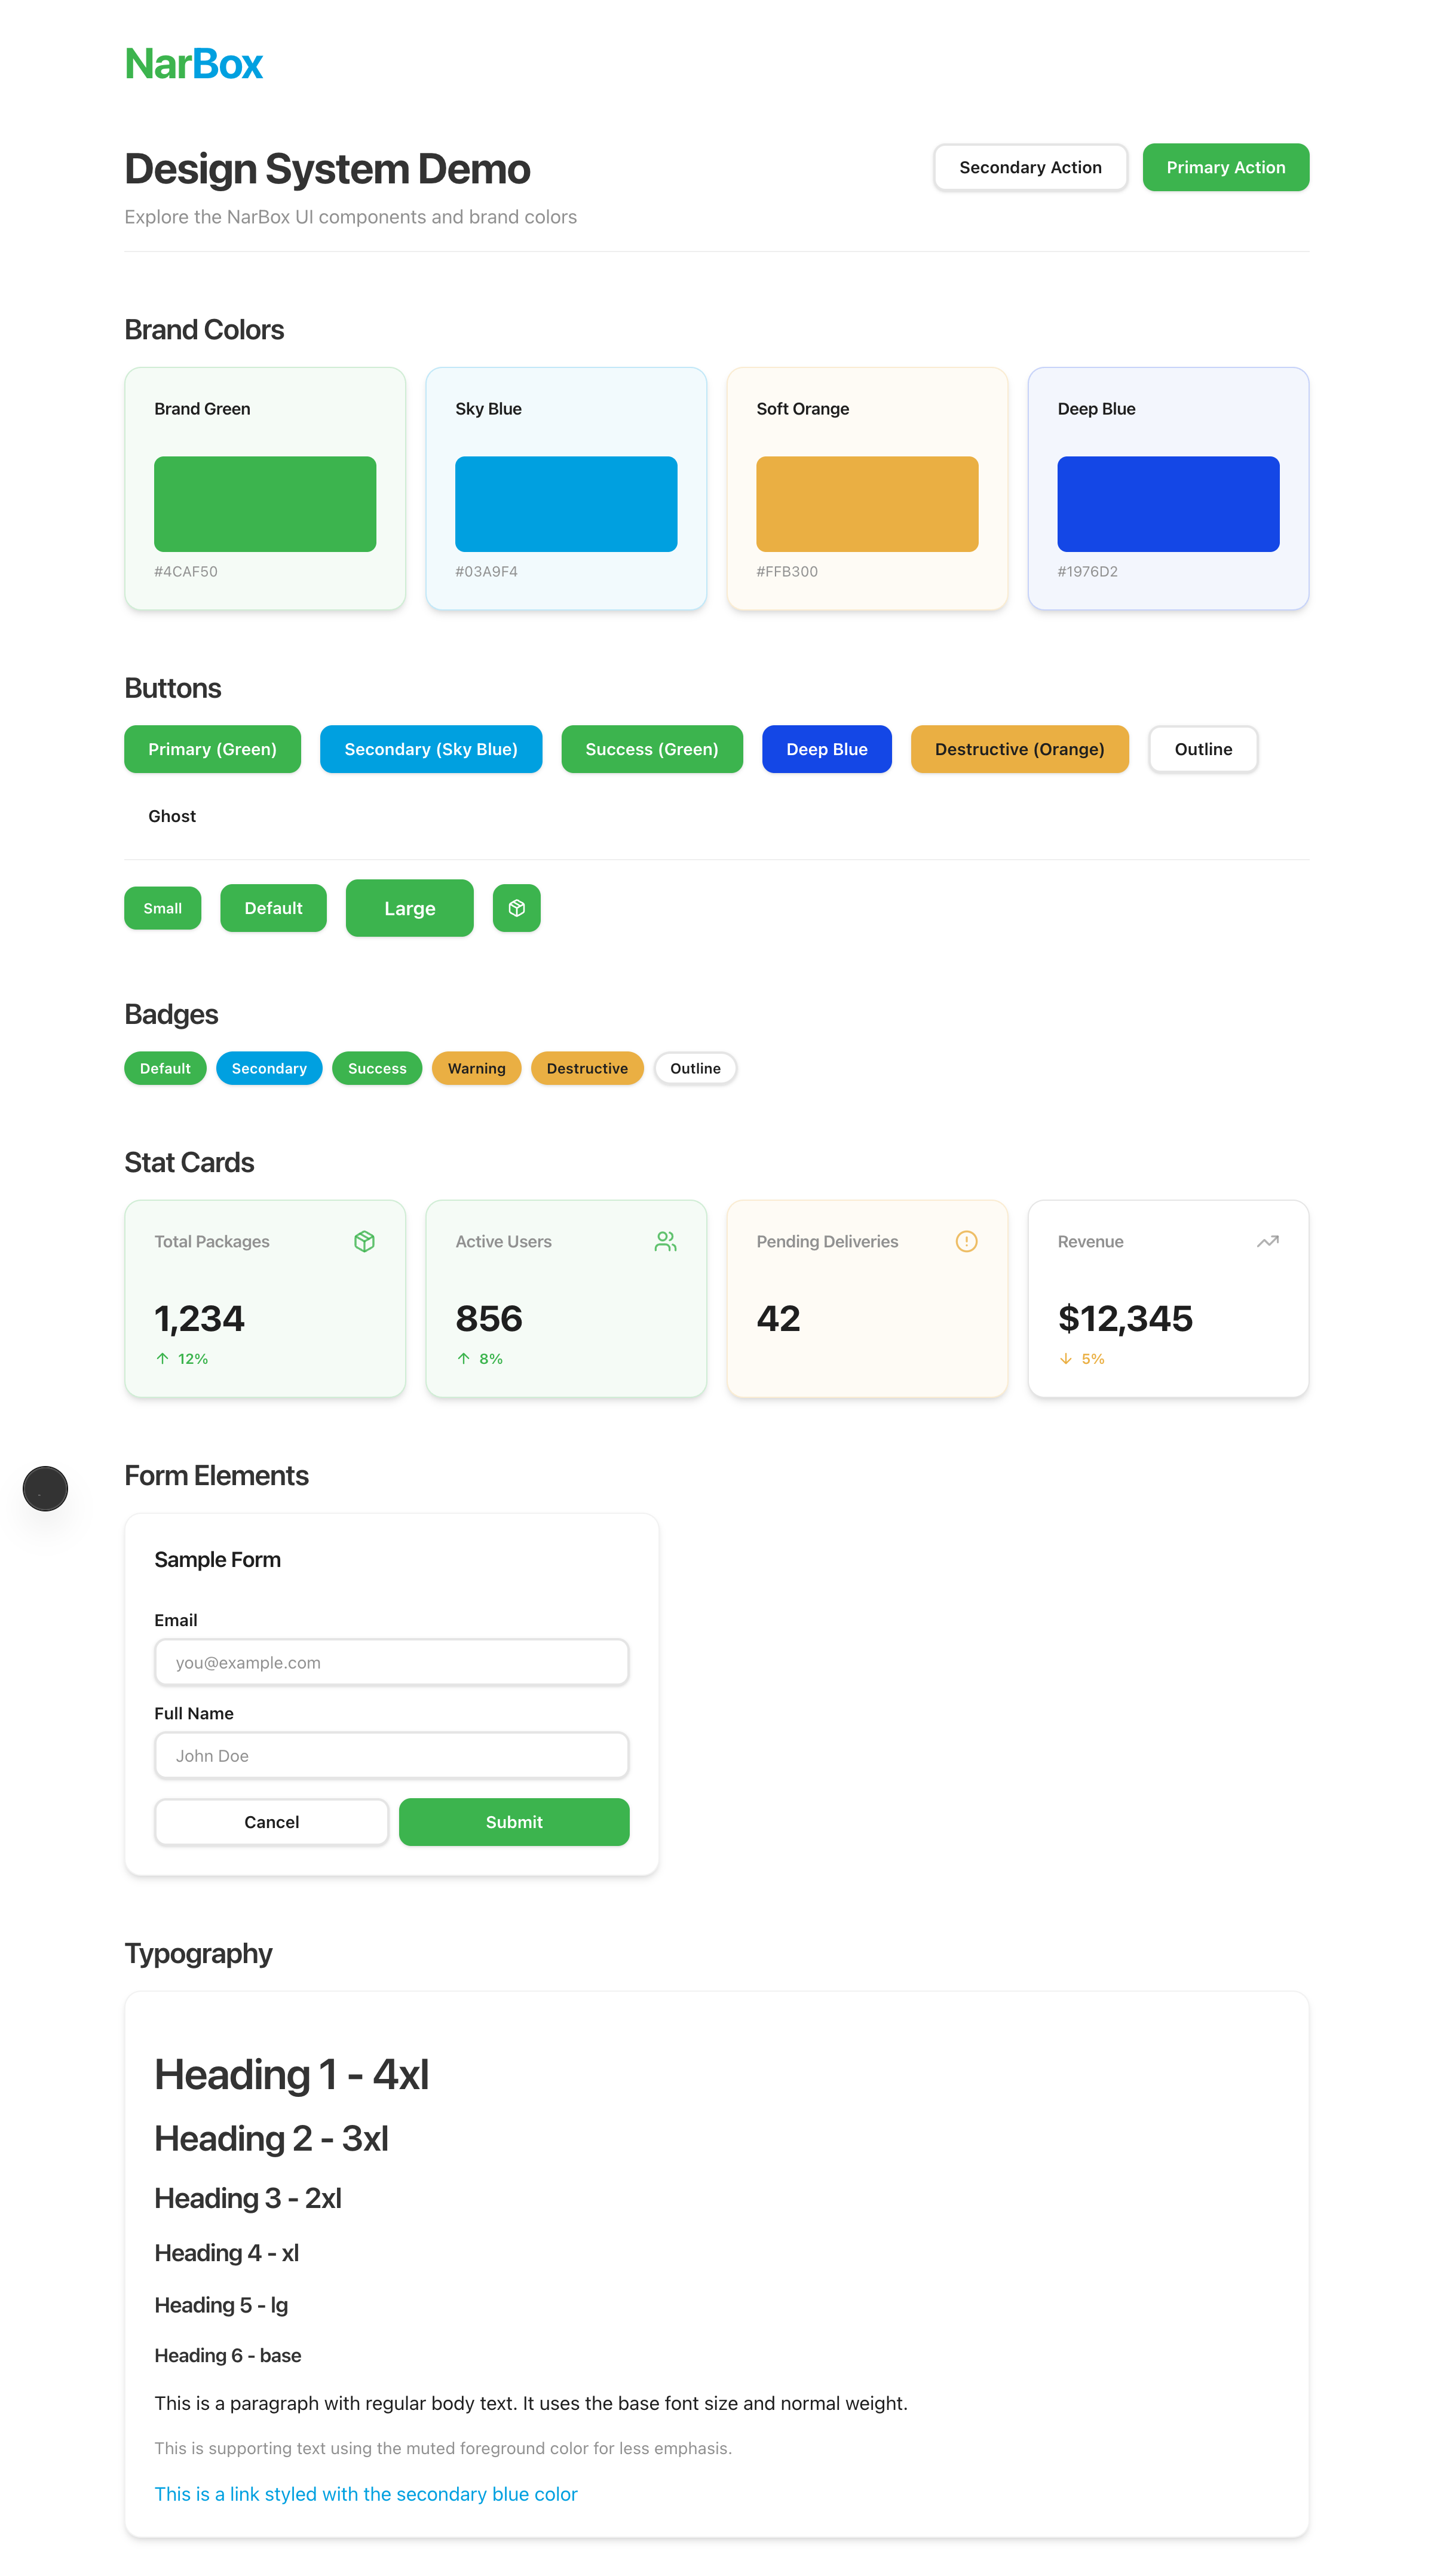 NarBox
Design System Demo
Secondary Action
Primary Action
Explore the NarBox UI components and brand colors
Brand Colors
Brand Green
#4CAF50
Sky Blue
#03A9F4
Soft Orange
#FFB300
Deep Blue
#1976D2
Buttons
Primary (Green)
Secondary (Sky Blue)
Success (Green)
Deep Blue
Destructive (Orange)
Outline
Ghost
Small
Default
Large
Badges
Default
Secondary
Success
Warning
Destructive
Outline
Stat Cards
Total Packages
1,234
↑ 12%
Active Users
856
↑ 8%
Pending Deliveries
42
Revenue
$12,345
↓ 5%
Form Elements
Sample Form
Email
you@example.com
Full Name
John Doe
Cancel
Submit
Typography
Heading 1 - 4xl
Heading 2 - 3xl
Heading 3 - 2xl
Heading 4 - xl
Heading 5 - lg
Heading 6 - base
This is a paragraph with regular body text. It uses the base font size and normal weight.
This is supporting text using the muted foreground color for less emphasis.
This is a link styled with the secondary blue color